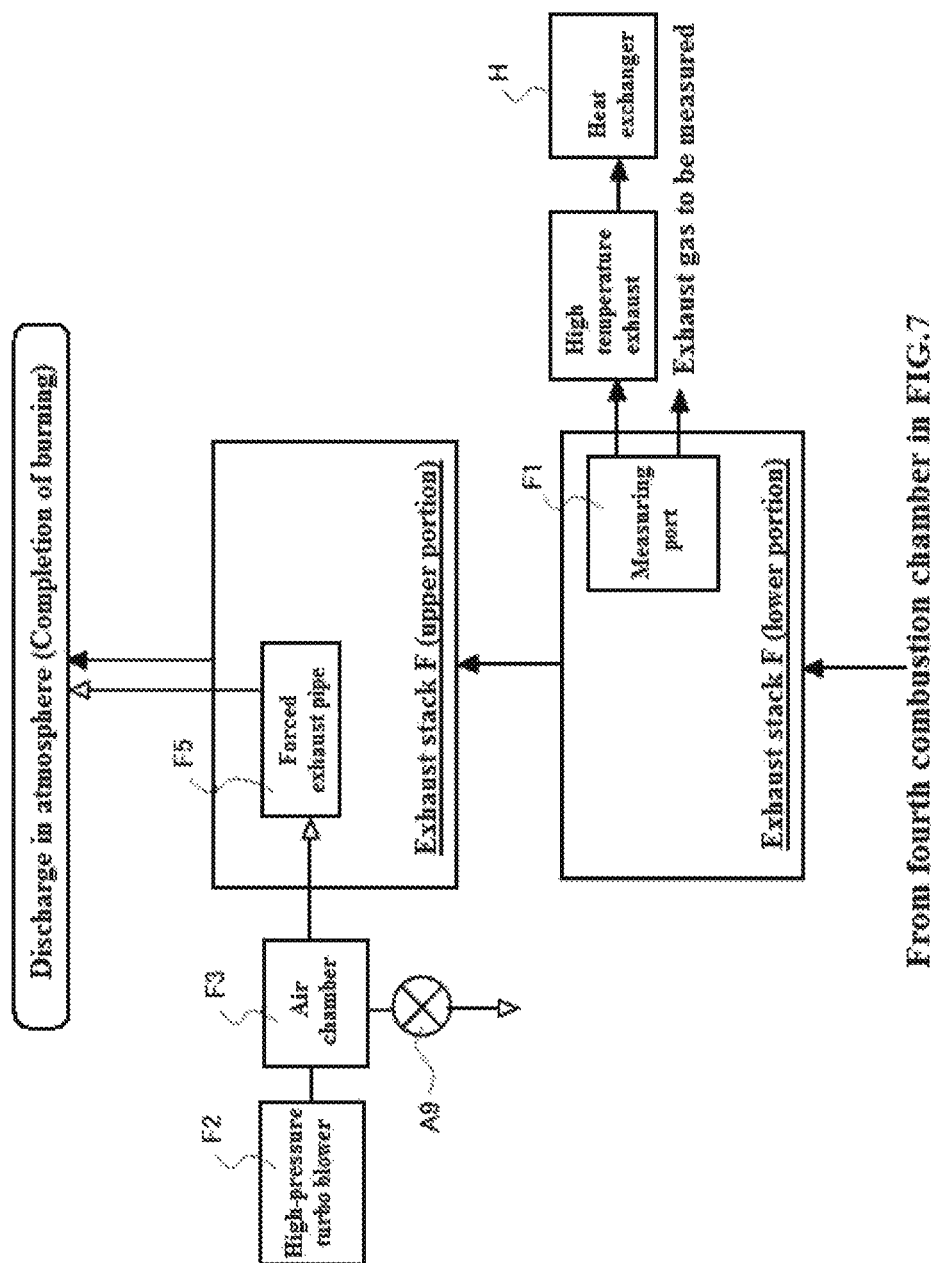 Discharge in atmosphere (Completion of burning)
F2
High-pressure
turbo blower
F3
Air
chamber
A9
F5
Forced
exhaust pipe
Exhaust stack F (upper portion)
F1
Measuring
port
Exhaust stack F (lower portion)
High
temperature
exhaust
H
Heat
exchanger
Exhaust gas to be measured
From fourth combustion chamber in FIG.7